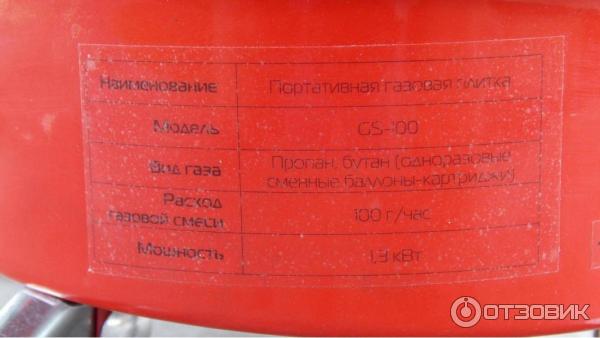 Наименование Портативная газовая плитка
Модель GS-100
Вид газа Пропан, бутан (одноразовые
сменные баллоны-картриджи)
Расход
газовой смеси 100 г/час
Мощность 1,3 кВт
ОТЗОВИК